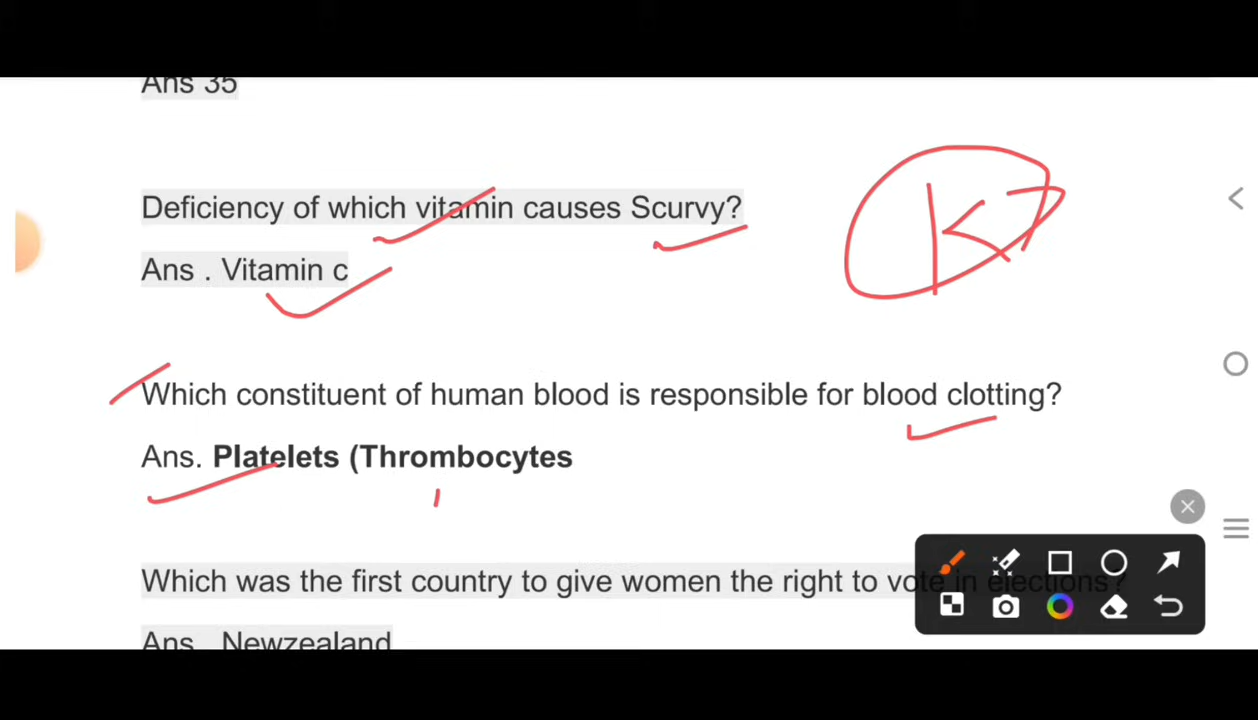 Ans 35
Deficiency of which vitamin causes Scurvy?
Ans . Vitamin c
K
Which constituent of human blood is responsible for blood clotting?
Ans. Platelets (Thrombocytes
Which was the first country to give women the right to vote in elections?
Ans . Newzealand